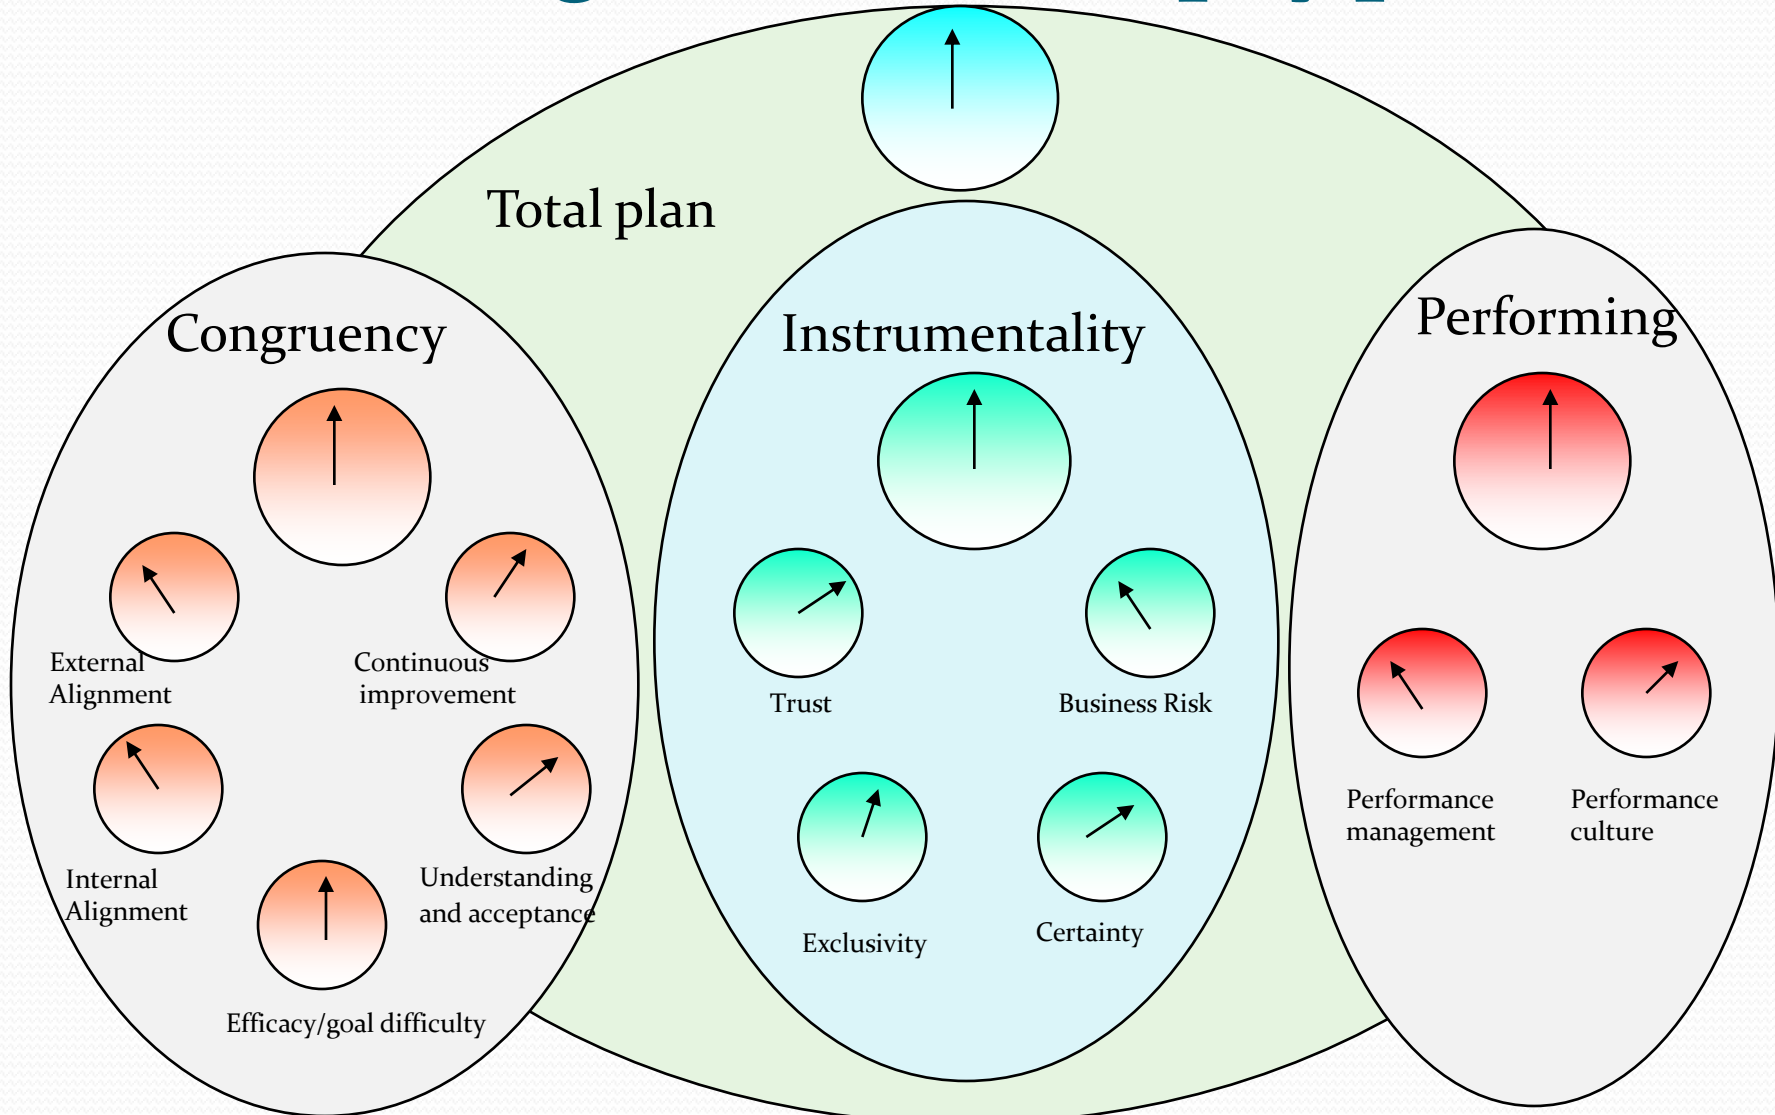 Total plan
Congruency
Instrumentality
Performing
External
Alignment
Continuous
improvement
Trust
Business Risk
Performance
management
Performance
culture
Internal
Alignment
Understanding
and acceptance
Exclusivity
Certainty
Efficacy/goal difficulty